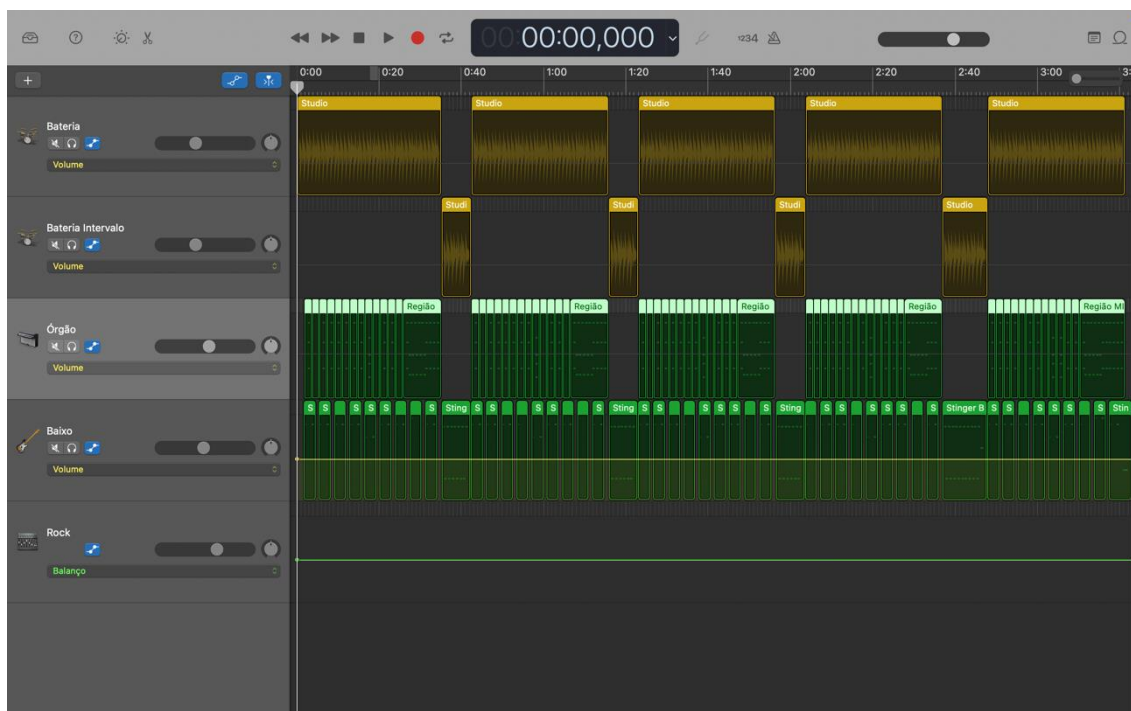 00:00:00,000
1234
0:00 0:20 0:40 1:00 1:20 1:40 2:00 2:20 2:40 3:00 3:
Studio Studio Studio Studio Studio
Bateria
Volume
Studi Studi Studi Studio
Bateria Intervalo
Volume
Região Região Região Região Região MI
Órgão
Volume
S S S S S S Sting S S S S S Sting S S S S S S Sting S S S S S S Stinger B S S S S S S Stin
Baixo
Volume
Rock
Balanço